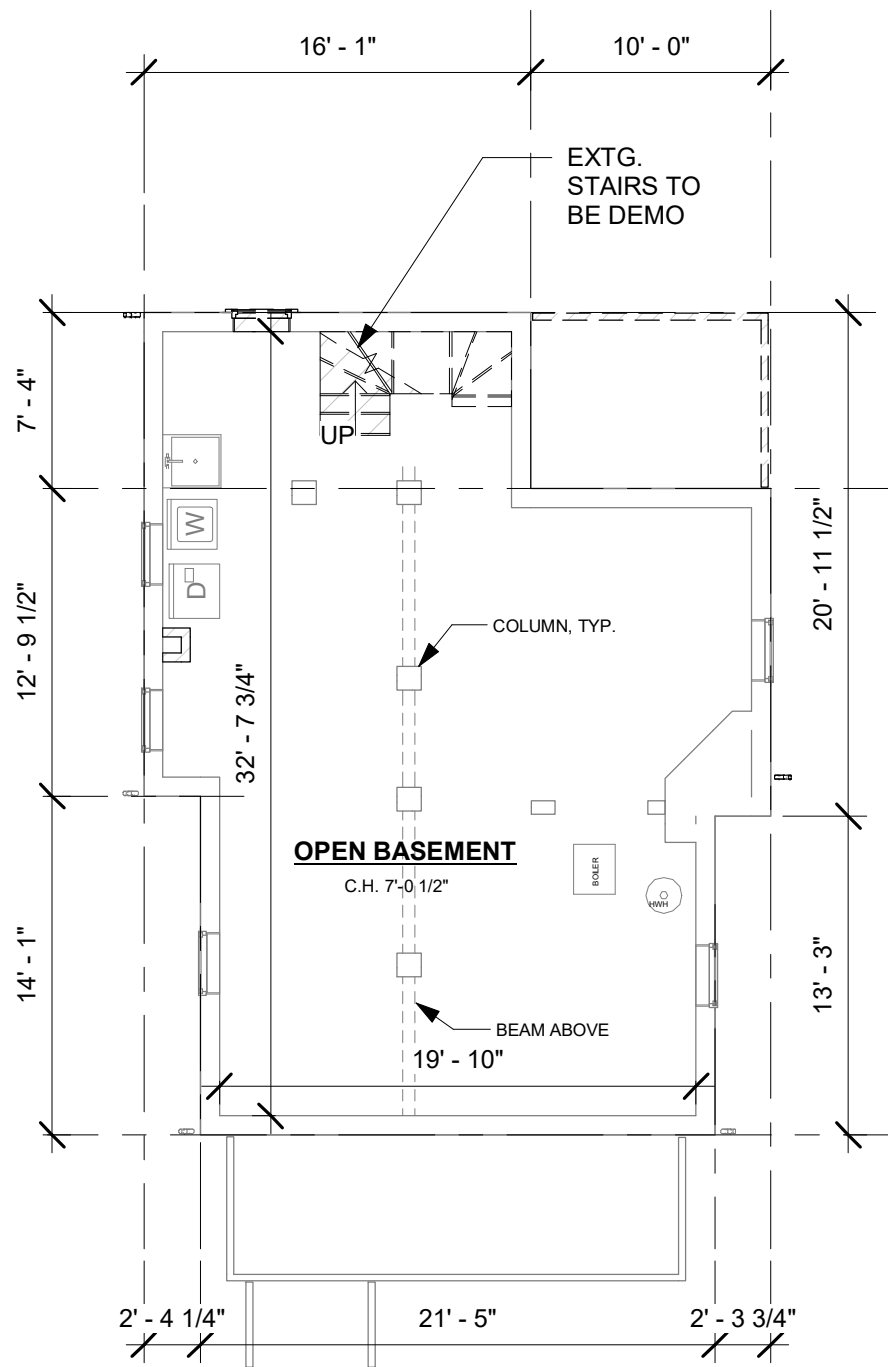 16' - 1"
10' - 0"
EXTG.
STAIRS TO
BE DEMO
7' - 4"
UP
W
D
12' - 9 1/2"
20' - 11 1/2"
COLUMN, TYP.
32' - 7 3/4"
OPEN BASEMENT
C.H. 7'-0 1/2"
BOILER
HWH
14' - 1"
13' - 3"
BEAM ABOVE
19' - 10"
2' - 4 1/4"
21' - 5"
2' - 3 3/4"